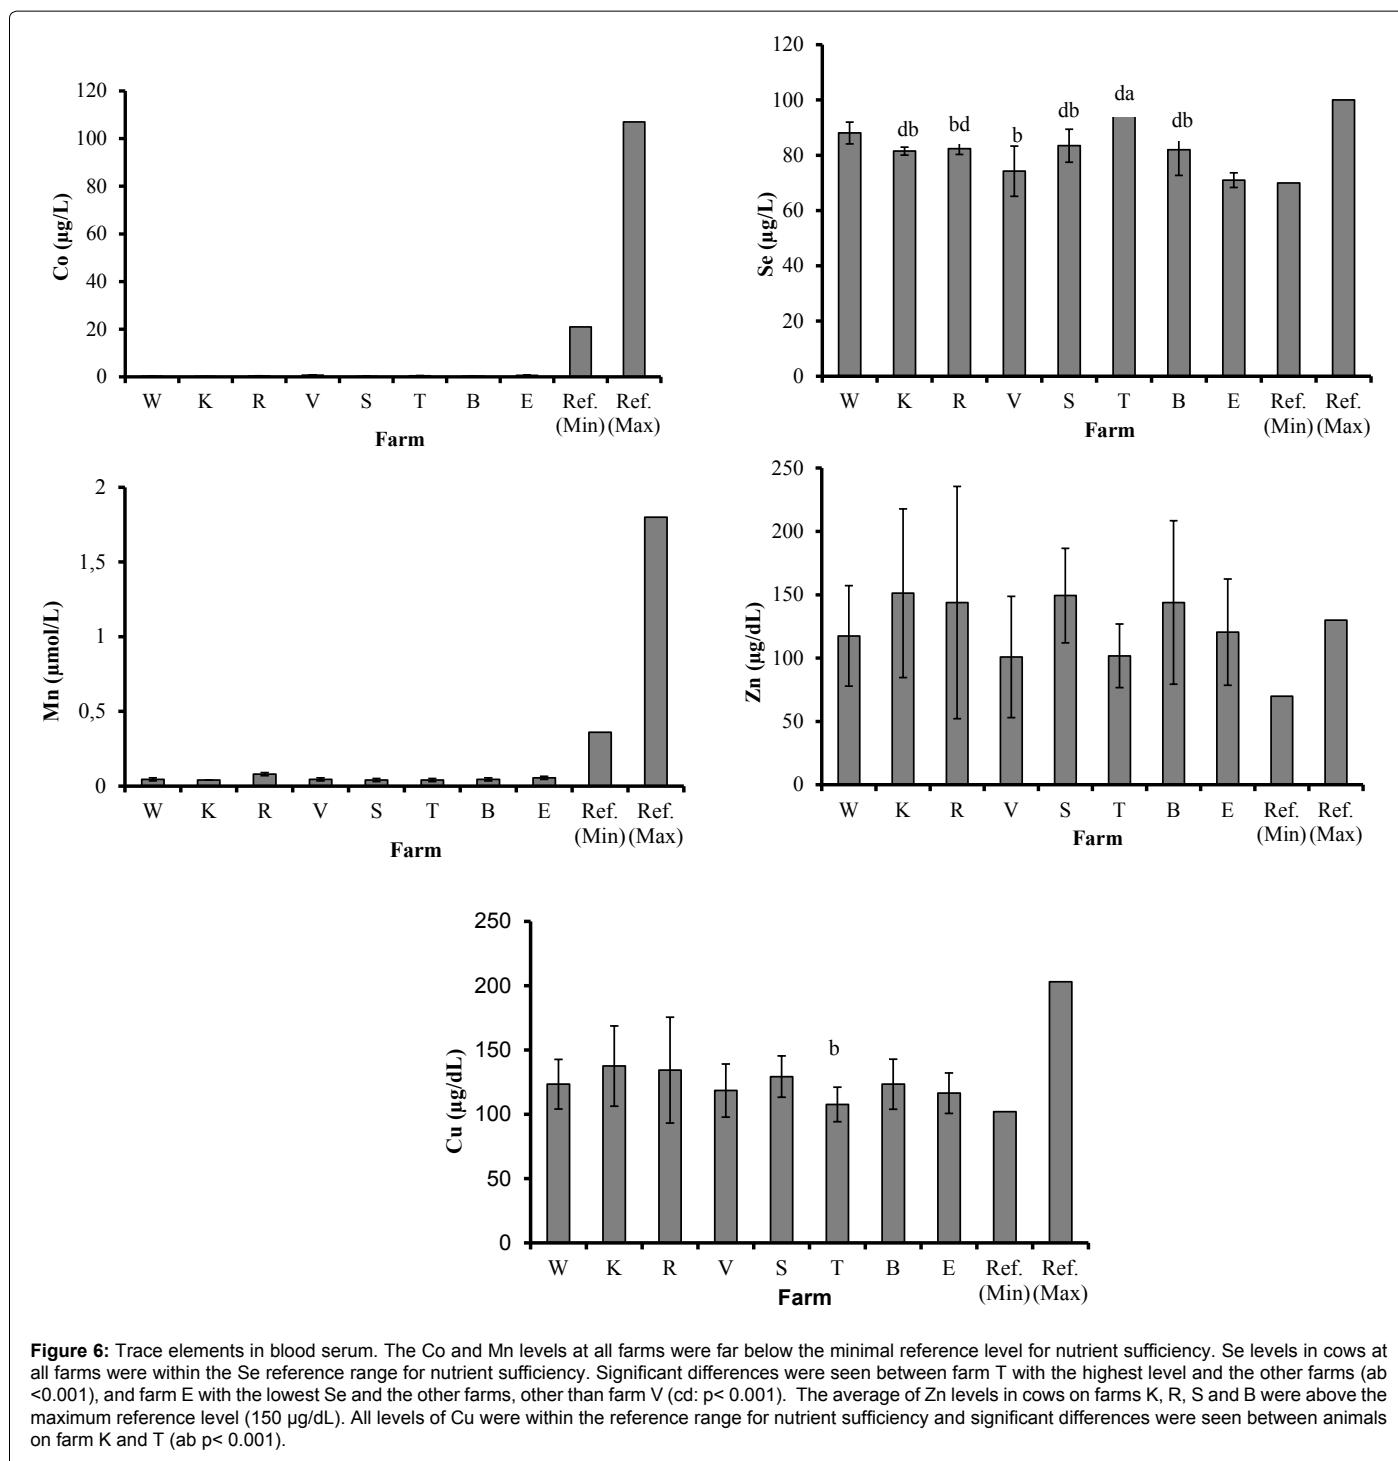 120
100
80
60
40
20
0
Co (µg/L)
W K R V S T B E Ref. Ref.
(Min) (Max)
Farm
120
100
80
60
40
20
0
Se (µg/L)
db bd b db da db
W K R V S T B E Ref. Ref.
(Min) (Max)
Farm
2
1,5
1
0,5
0
Mn (µmol/L)
W K R V S T B E Ref. Ref.
(Min) (Max)
Farm
250
200
150
100
50
0
Zn (µg/dL)
W K R V S T B E Ref. Ref.
(Min) (Max)
Farm
250
200
150
100
50
0
Cu (µg/dL)
b
W K R V S T B E Ref. Ref.
(Min) (Max)
Farm
Figure 6: Trace elements in blood serum. The Co and Mn levels at all farms were far below the minimal reference level for nutrient sufficiency. Se levels in cows at
all farms were within the Se reference range for nutrient sufficiency. Significant differences were seen between farm T with the highest level and the other farms (ab
<0.001), and farm E with the lowest Se and the other farms, other than farm V (cd: p< 0.001). The average of Zn levels in cows on farms K, R, S and B were above the
maximum reference level (150 µg/dL). All levels of Cu were within the reference range for nutrient sufficiency and significant differences were seen between animals
on farm K and T (ab p< 0.001).